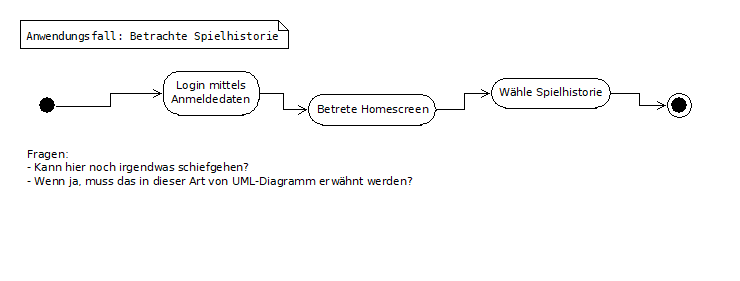 Anwendungsfall: Betrachte Spielhistorie
Login mittels
Anmeldedaten
Betrete Homescreen
Wähle Spielhistorie
Fragen:
- Kann hier noch irgendwas schiefgehen?
- Wenn ja, muss das in dieser Art von UML-Diagramm erwähnt werden?